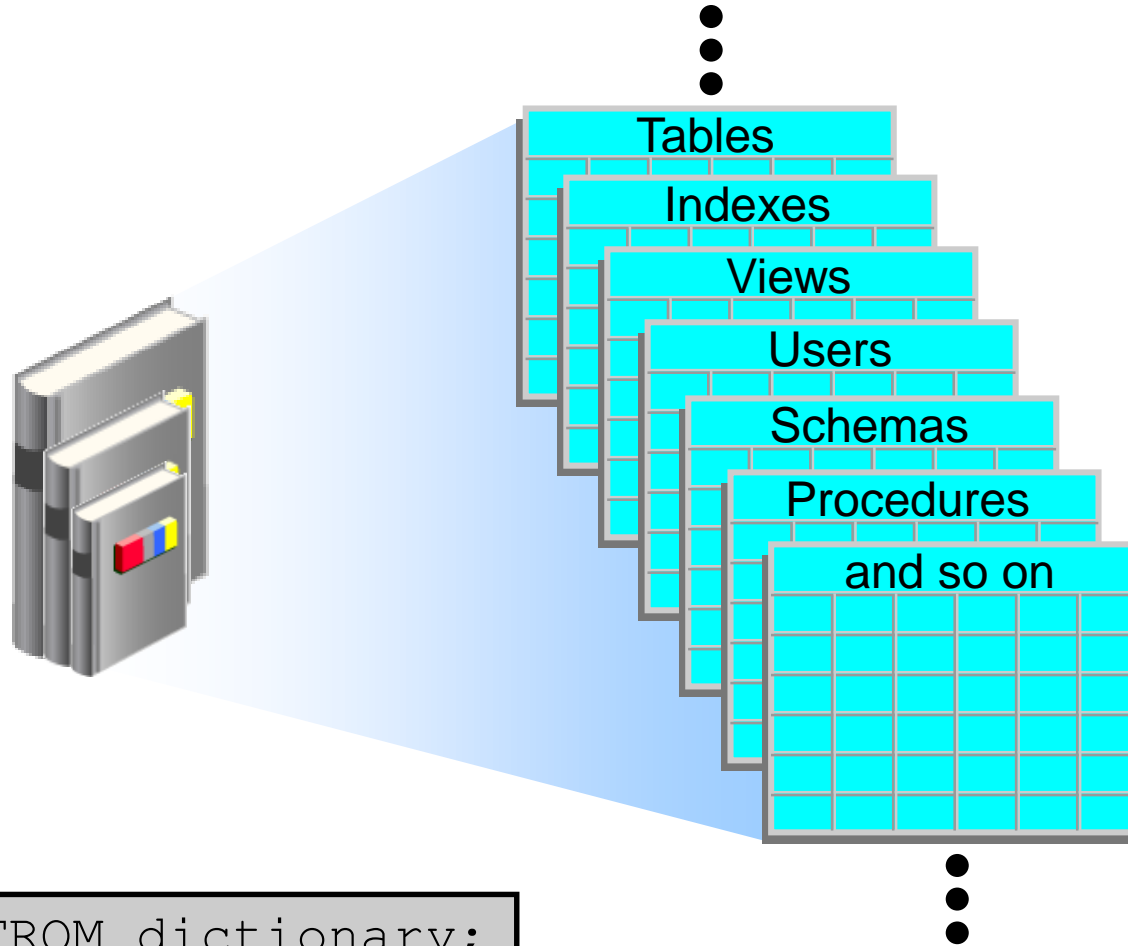 Tables
Indexes
Views
Users
Schemas
Procedures
and so on
FROM dictionary;